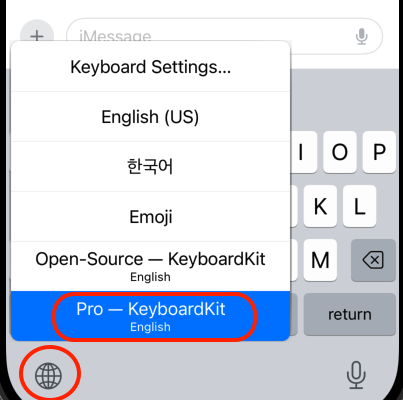 iMessage
Keyboard Settings...
English (US)
한국어
Emoji
Open-Source — KeyboardKit
English
Pro — KeyboardKit
English
I O P
K L
M
return